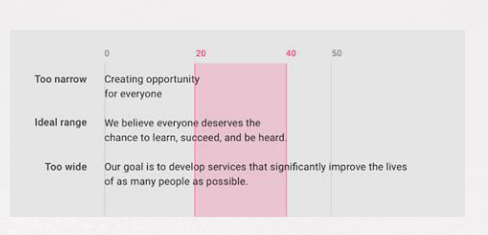 0 20 40 50
Too narrow Creating opportunity
for everyone
Ideal range We believe everyone deserves the
chance to learn, succeed, and be heard.
Too wide Our goal is to develop services that significantly improve the lives
of as many people as possible.